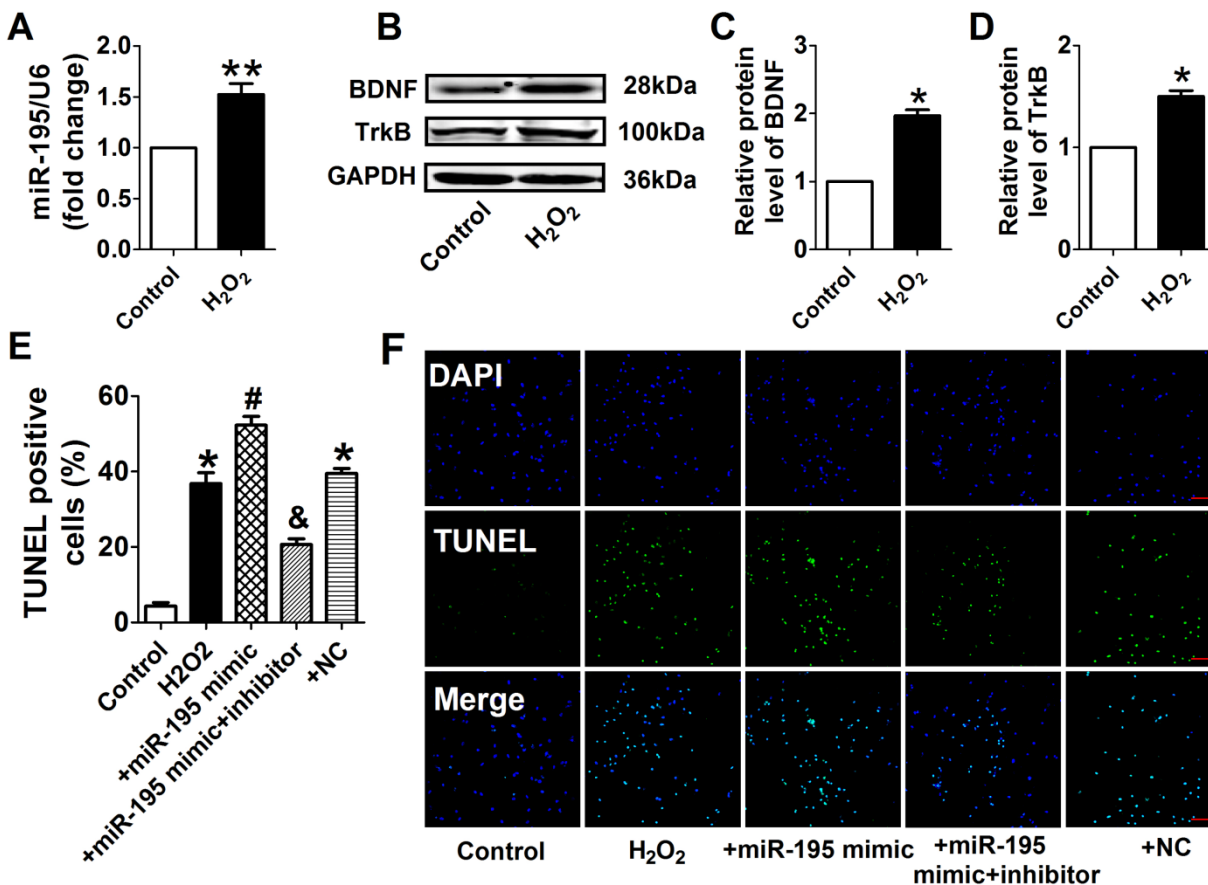 A
miR-195/U6
(fold change)
2.0
1.5
1.0
0.5
0.0
**
Control
H₂O₂
B
BDNF
28kDa
TrkB
100kDa
GAPDH
36kDa
Control
H₂O₂
C
Relative protein
level of BDNF
3
2
1
0
*
Control
H₂O₂
D
Relative protein
level of TrkB
2
1
0
*
Control
H₂O₂
E
TUNEL positive
cells (%)
60
40
20
0
*
#
&
*
Control
H2O2
+miR-195 mimic
+miR-195 mimic+inhibitor
+NC
F
DAPI
TUNEL
Merge
Control
H₂O₂
+miR-195 mimic
+miR-195
mimic+inhibitor
+NC